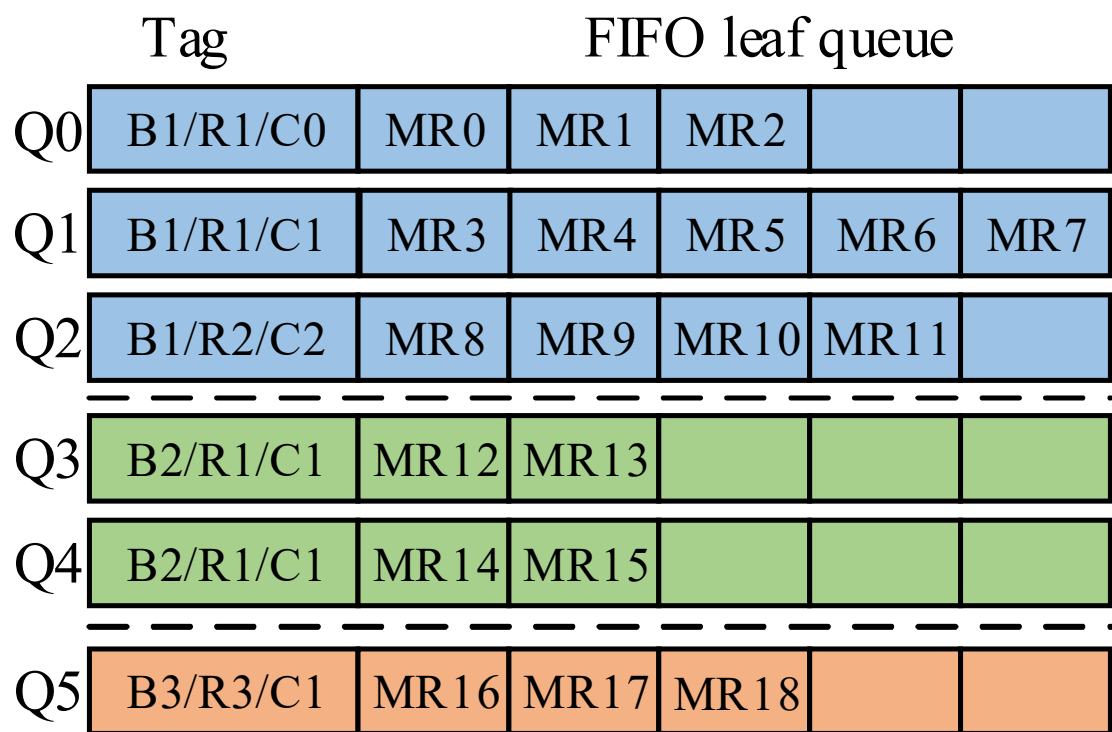 Tag FIFO leaf queue
Q0 B1/R1/C0 MR0 MR1 MR2
Q1 B1/R1/C1 MR3 MR4 MR5 MR6 MR7
Q2 B1/R2/C2 MR8 MR9 MR10 MR11
Q3 B2/R1/C1 MR12 MR13
Q4 B2/R1/C1 MR14 MR15
Q5 B3/R3/C1 MR16 MR17 MR18